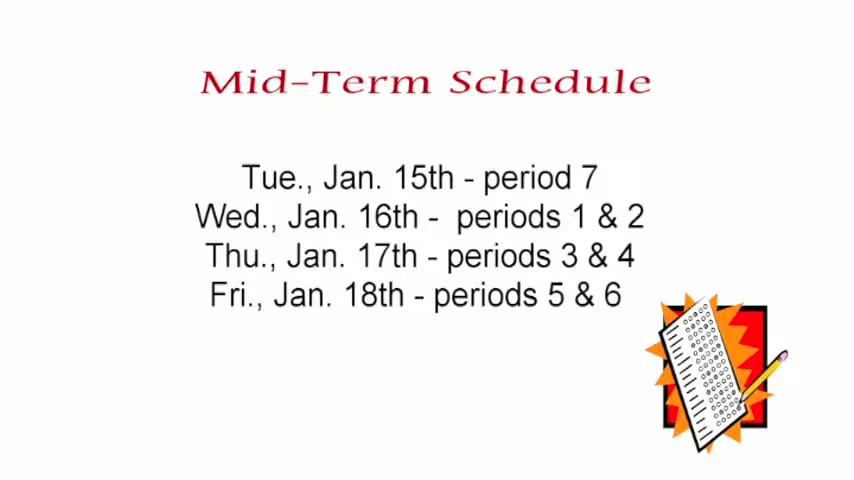 Mid-Term Schedule
Tue., Jan. 15th - period 7
Wed., Jan. 16th - periods 1 & 2
Thu., Jan. 17th - periods 3 & 4
Fri., Jan. 18th - periods 5 & 6